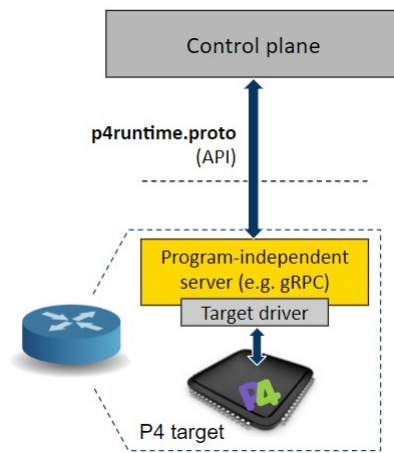 Control plane
p4runtime.proto
(API)
Program-independent
server (e.g. gRPC)
Target driver
P4
P4 target